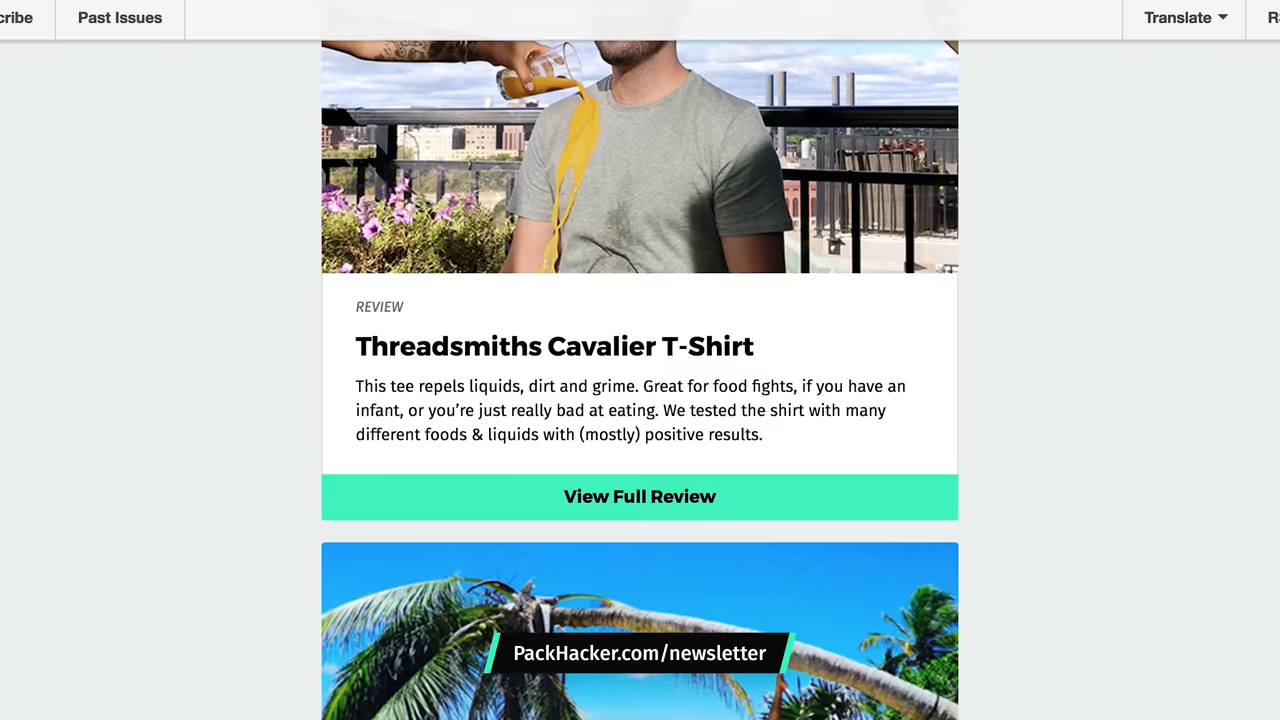 cribe
Past Issues
Translate
REVIEW
Threadsmiths Cavalier T-Shirt
This tee repels liquids, dirt and grime. Great for food fights, if you have an
infant, or you’re just really bad at eating. We tested the shirt with many
different foods & liquids with (mostly) positive results.
View Full Review
PackHacker.com/newsletter